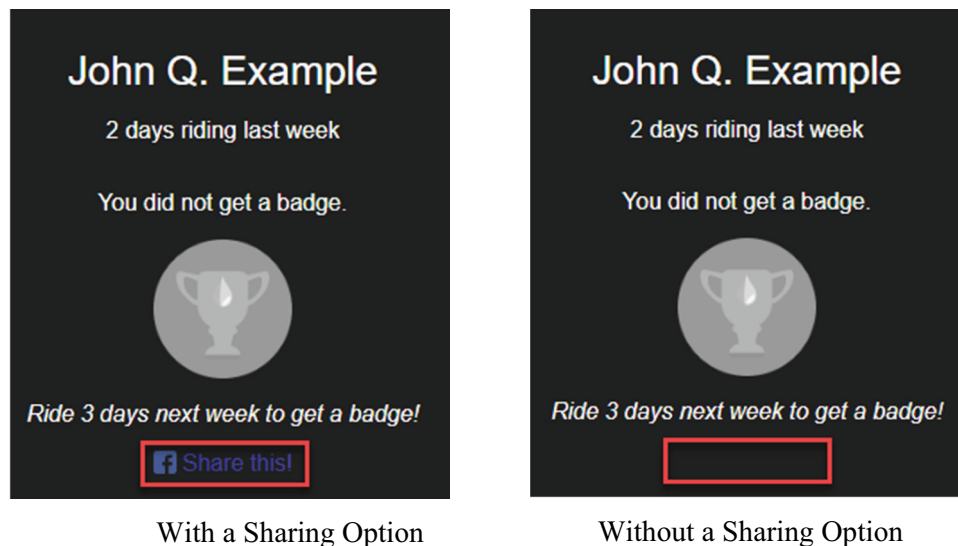 John Q. Example
2 days riding last week
You did not get a badge.
Ride 3 days next week to get a badge!
Share this!
With a Sharing Option
John Q. Example
2 days riding last week
You did not get a badge.
Ride 3 days next week to get a badge!
Without a Sharing Option